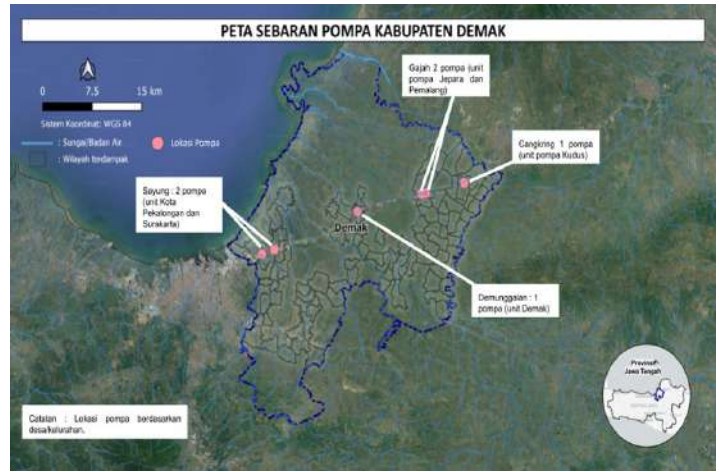 PETA SEBARAN POMPA KABUPATEN DEMAK
Gajah 2 pompa (unit
pompa Jepara dan
Pemalang)
0 7.5 15 km
Sistem Koordinat: WGS 84
: Sungai/Badan Air
Lokasi Pompa
: Wilayah terdampak
Cangkring 1 pompa
(unit pompa Kudus)
Sayung : 2 pompa
(unit Kota
Pekalongan dan
Surakarta)
Demak
Demunggalan : 1
pompa (unit Demak)
Provinsi
Jawa Tengah
Catatan : Lokasi pompa berdasarkan
desa/kelurahan.